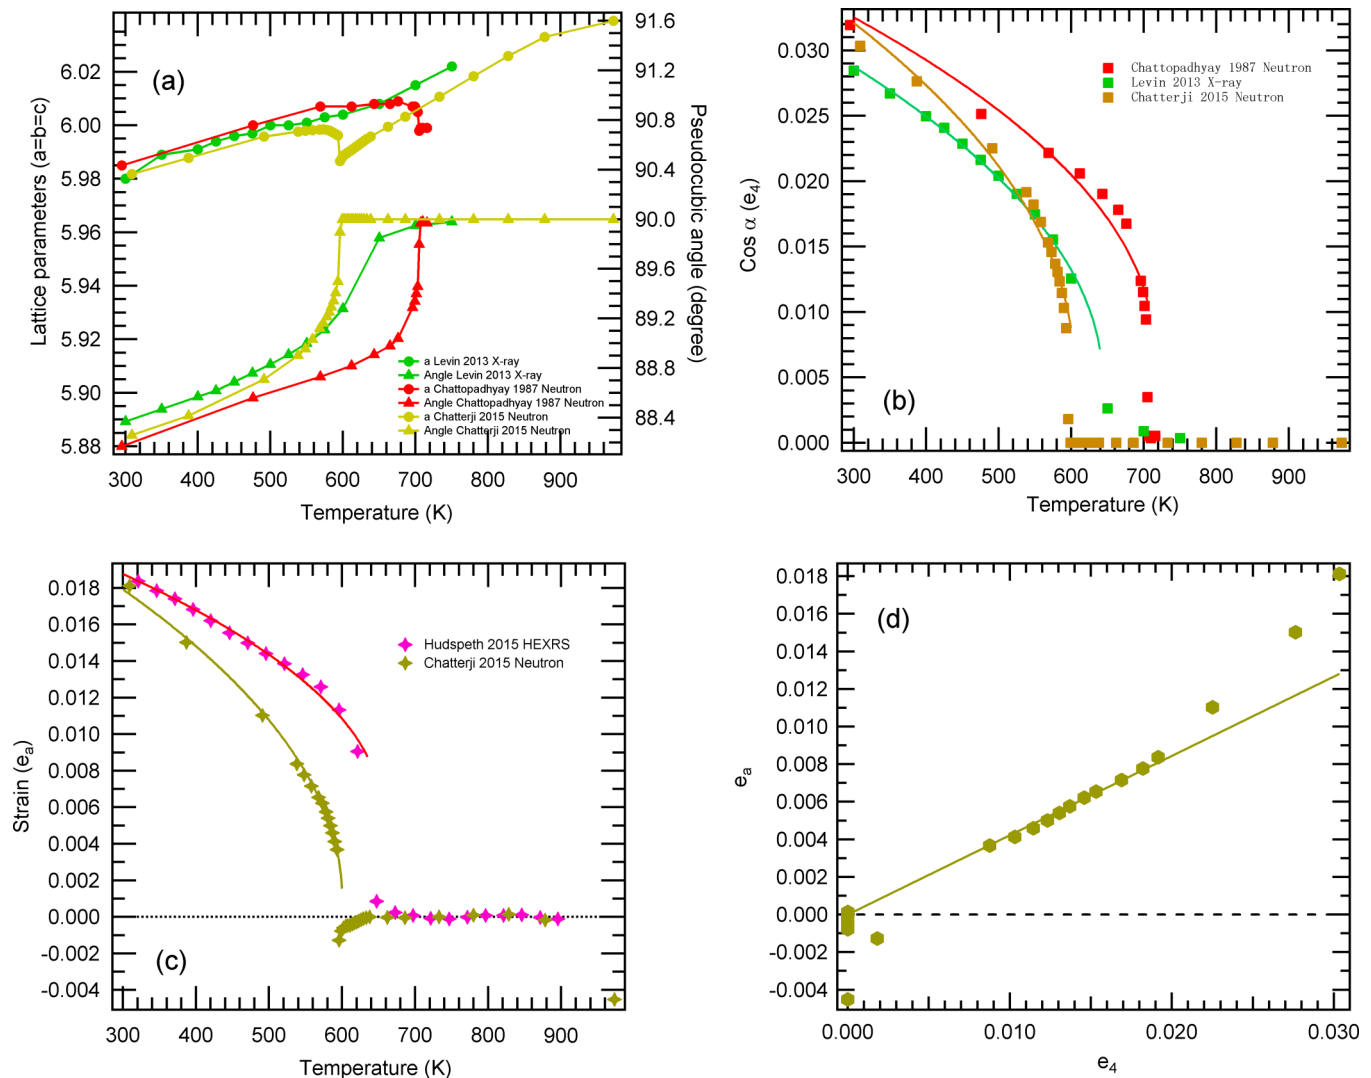 (a)
Lattice parameters (a=b=c)
6.02
6.00
5.98
5.96
5.94
5.92
5.90
5.88
91.6
91.2
90.8
90.4
90.0
89.6
89.2
88.8
88.4
Pseudocubic angle (degree)
a Levin 2013 X-ray
Angle Levin 2013 X-ray
a Chattopadhyay 1987 Neutron
Angle Chattopadhyay 1987 Neutron
a Chatterji 2015 Neutron
Angle Chatterji 2015 Neutron
300 400 500 600 700 800 900
Temperature (K)
Cos α (e4)
0.030
0.025
0.020
0.015
0.010
0.005
0.000
Chattopadhyay 1987 Neutron
Levin 2013 X-ray
Chatterji 2015 Neutron
(b)
300 400 500 600 700 800 900
Temperature (K)
Strain (ea)
0.018
0.016
0.014
0.012
0.010
0.008
0.006
0.004
0.002
0.000
-0.002
-0.004
Hudspeth 2015 HEXRS
Chatterji 2015 Neutron
(c)
300 400 500 600 700 800 900
Temperature (K)
ea
0.018
0.016
0.014
0.012
0.010
0.008
0.006
0.004
0.002
0.000
-0.002
-0.004
(d)
0.000 0.010 0.020 0.030
e4